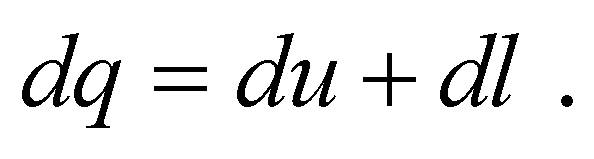 dq = du + dl .